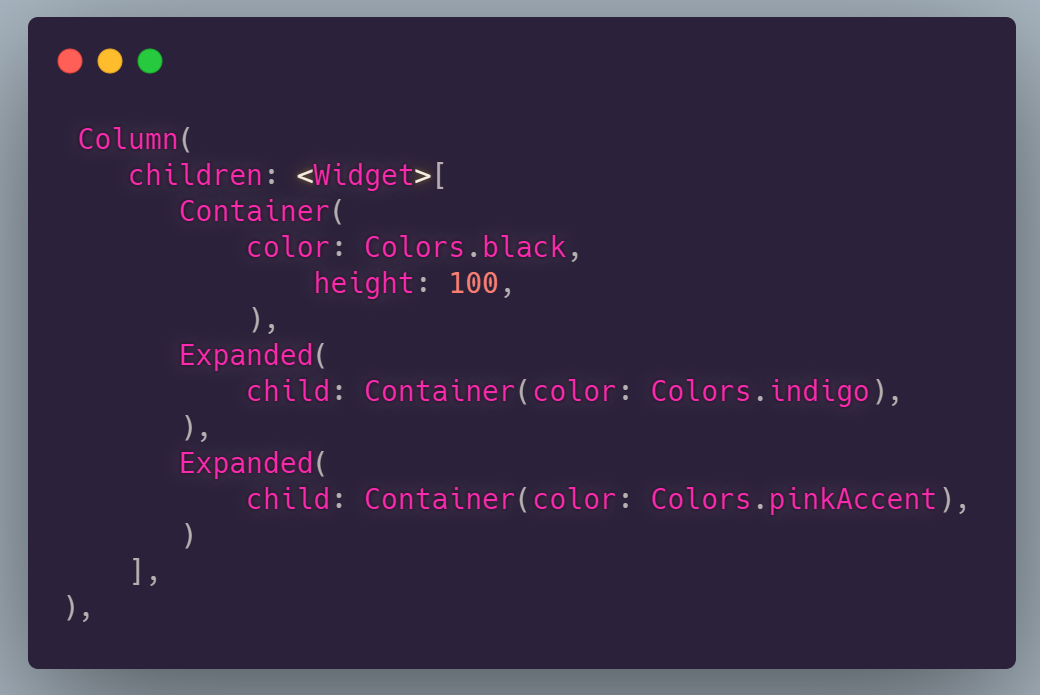 Column(
children: <Widget>[
Container(
color: Colors.black,
height: 100,
),
Expanded(
child: Container(color: Colors.indigo),
),
Expanded(
child: Container(color: Colors.pinkAccent),
)
],
),